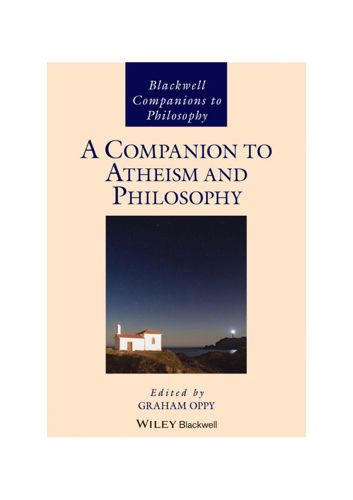 Blackwell
Companions to
Philosophy
A COMPANION TO
ATHEISM AND
PHILOSOPHY
Edited by
GRAHAM OPPY
WILEY Blackwell